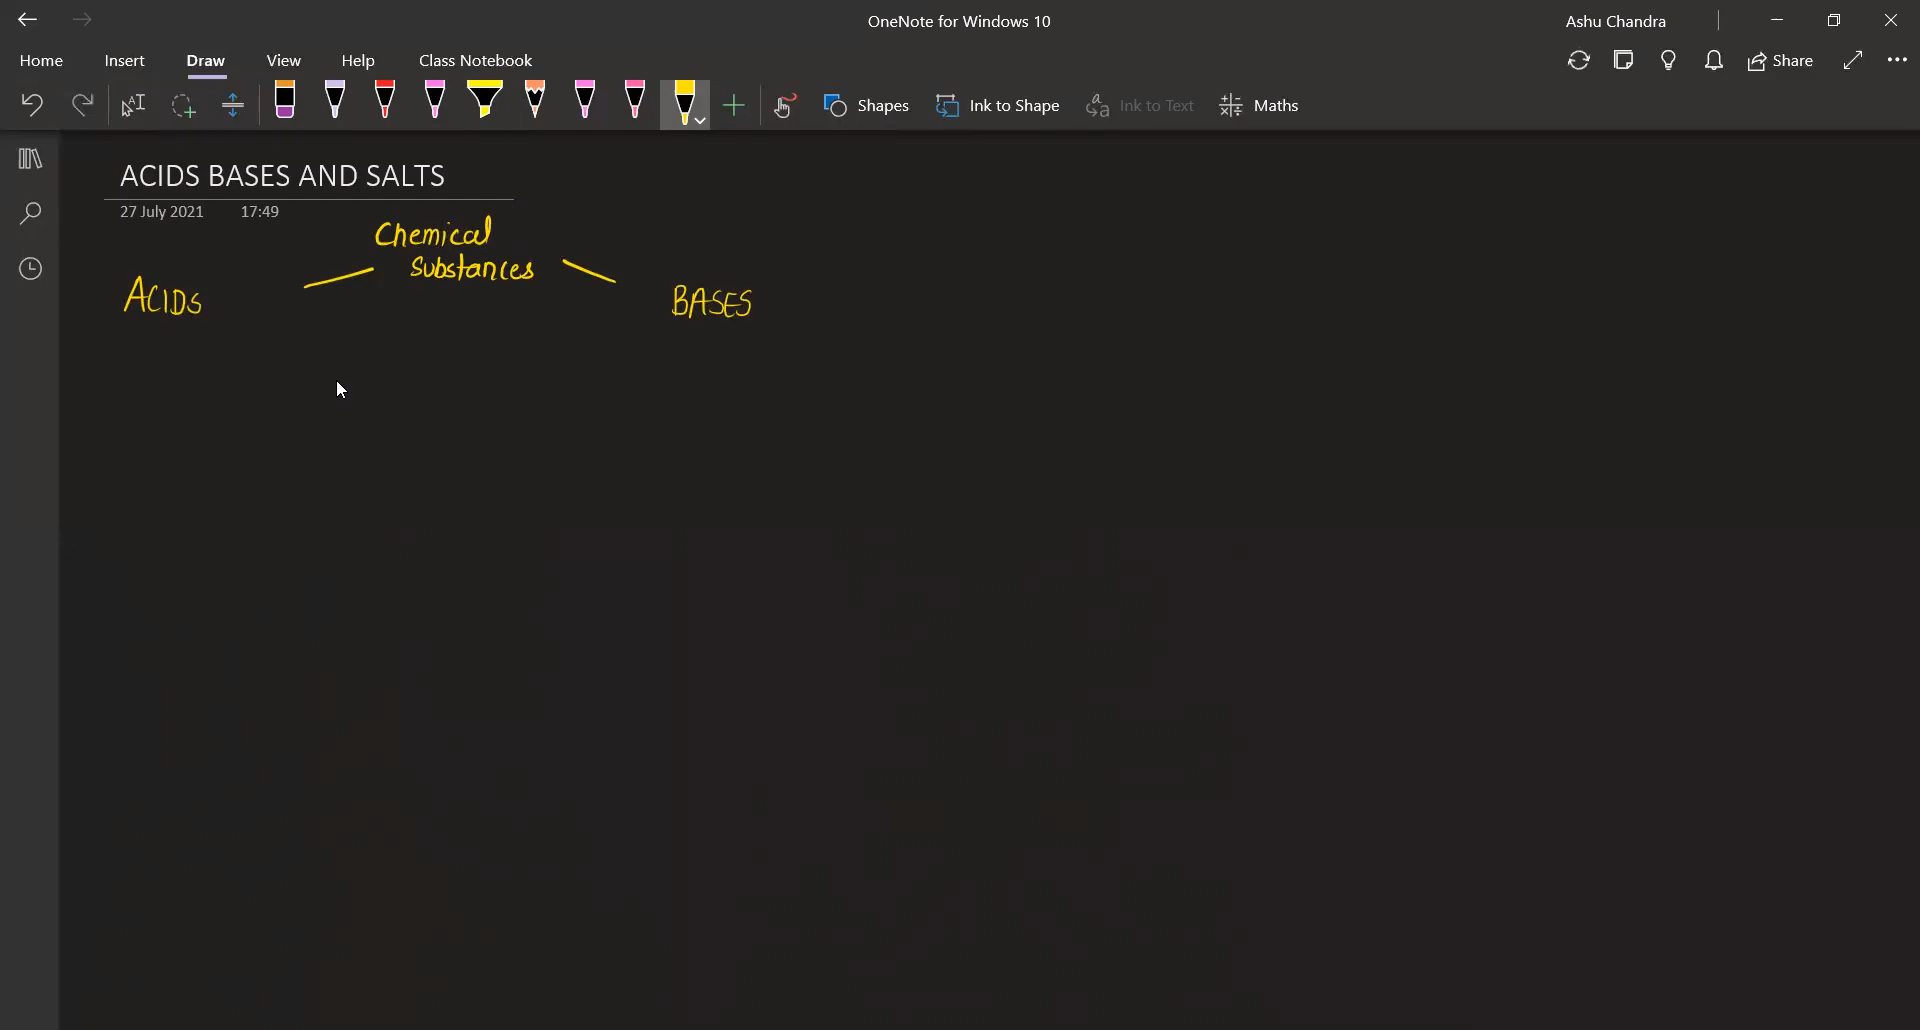 OneNote for Windows 10
Ashu Chandra
Home Insert Draw View Help Class Notebook
Share
Shapes Ink to Shape Ink to Text Maths
ACIDS BASES AND SALTS
27 July 2021 17:49
Chemical
Substances
ACIDS BASES